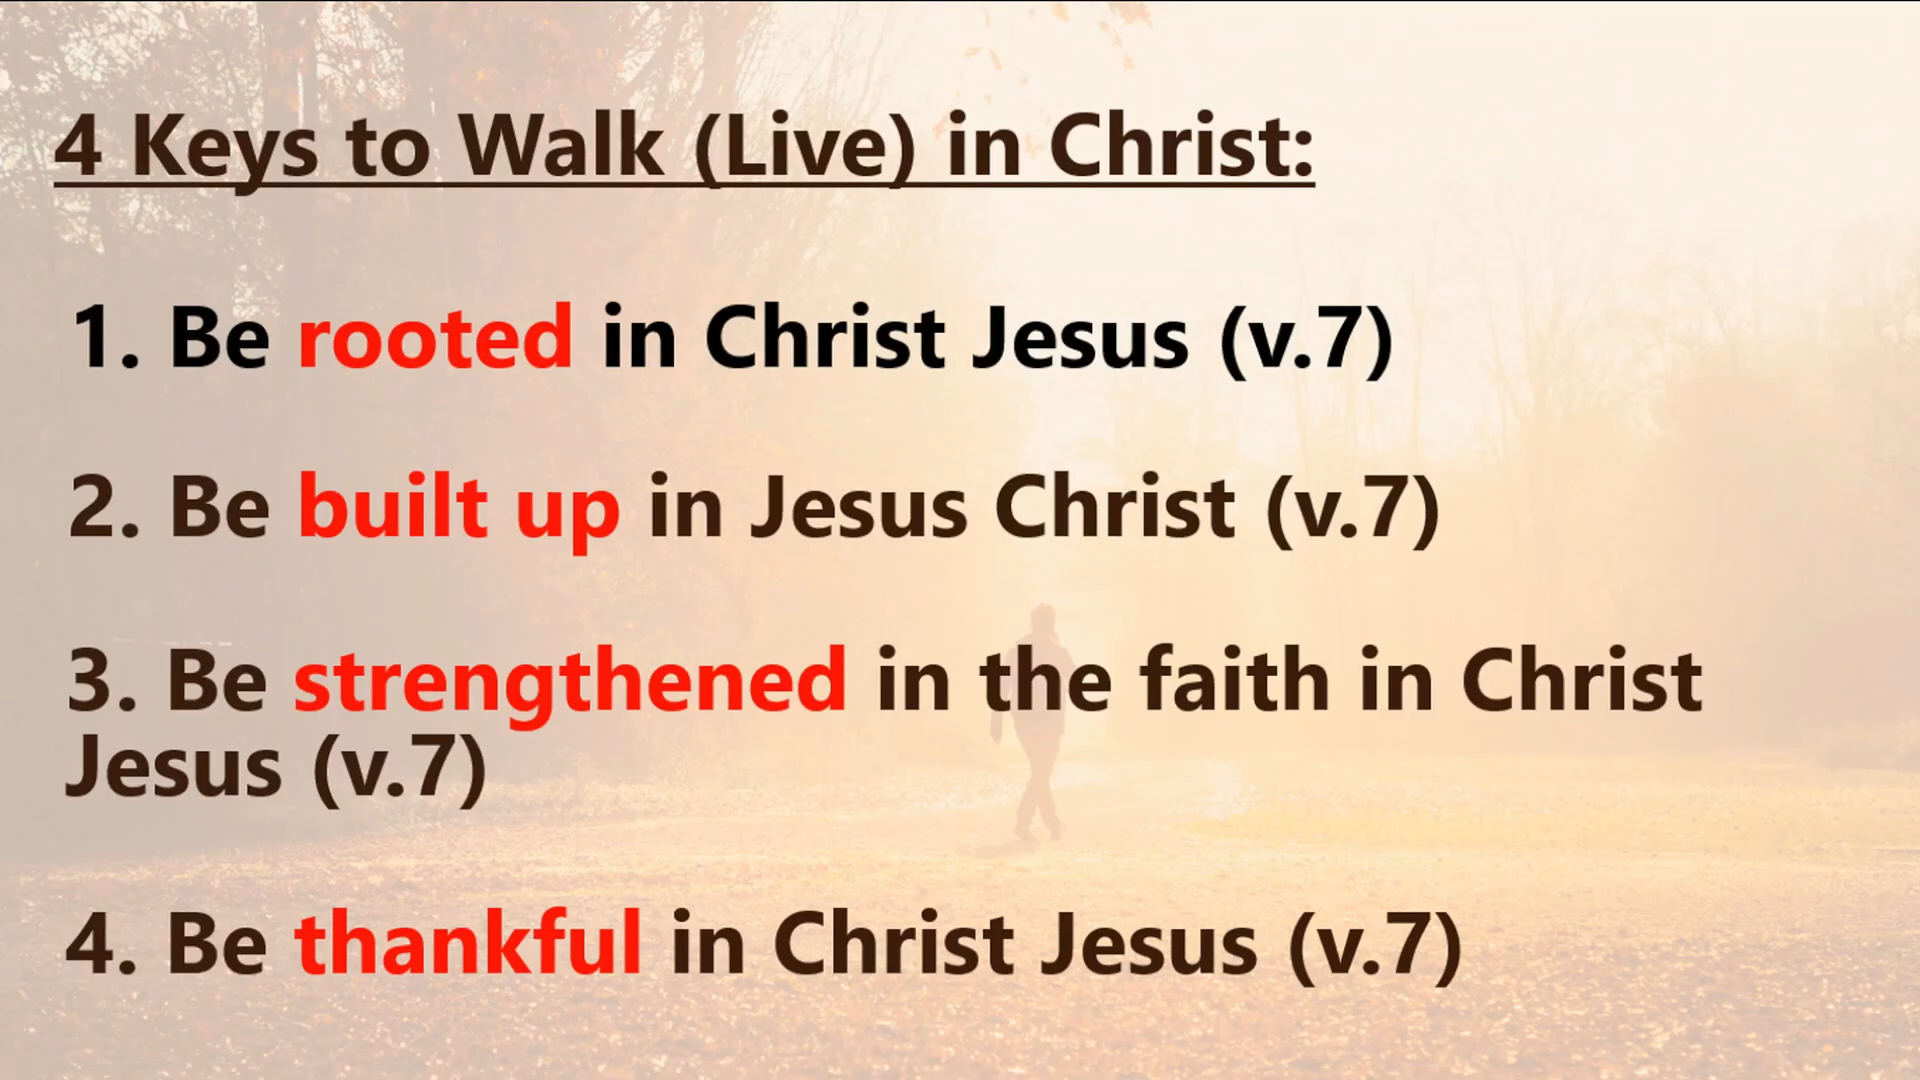 4 Keys to Walk (Live) in Christ:
1. Be rooted in Christ Jesus (v.7)
2. Be built up in Jesus Christ (v.7)
3. Be strengthened in the faith in Christ
Jesus (v.7)
4. Be thankful in Christ Jesus (v.7)